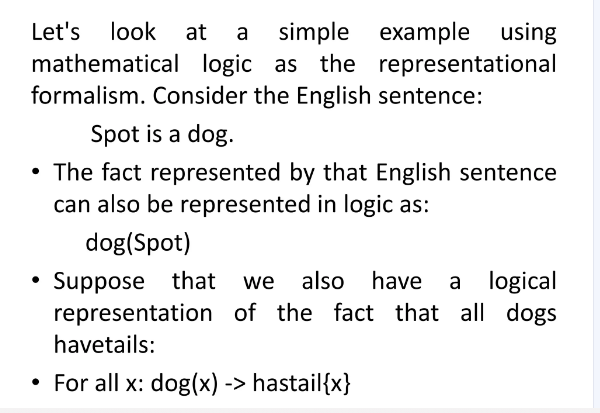 Let's look at a simple example using
mathematical logic as the representational
formalism. Consider the English sentence:
Spot is a dog.
• The fact represented by that English sentence
can also be represented in logic as:
dog(Spot)
• Suppose that we also have a logical
representation of the fact that all dogs
havetails:
• For all x: dog(x) -> hastail{x}